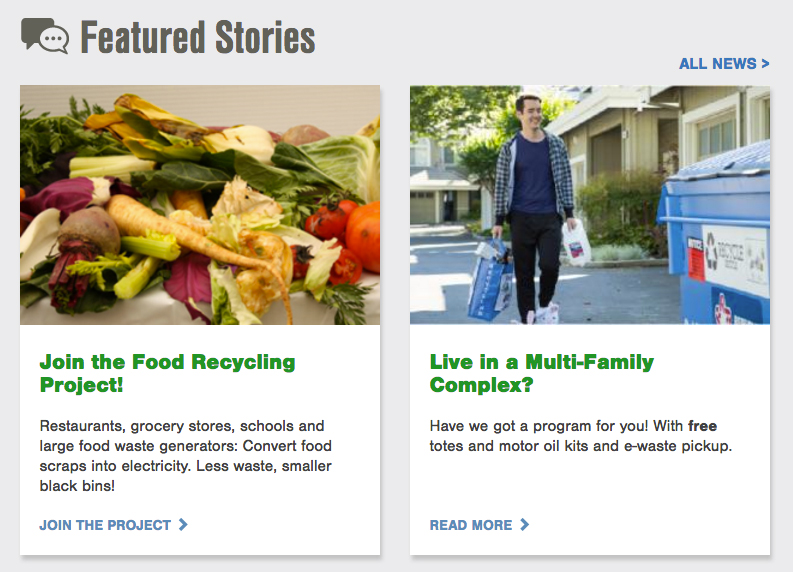 Featured Stories
ALL NEWS >
RECYCLE
Join the Food Recycling
Project!
Restaurants, grocery stores, schools and
large food waste generators: Convert food
scraps into electricity. Less waste, smaller
black bins!
JOIN THE PROJECT >
Live in a Multi-Family
Complex?
Have we got a program for you! With free
totes and motor oil kits and e-waste pickup.
READ MORE >